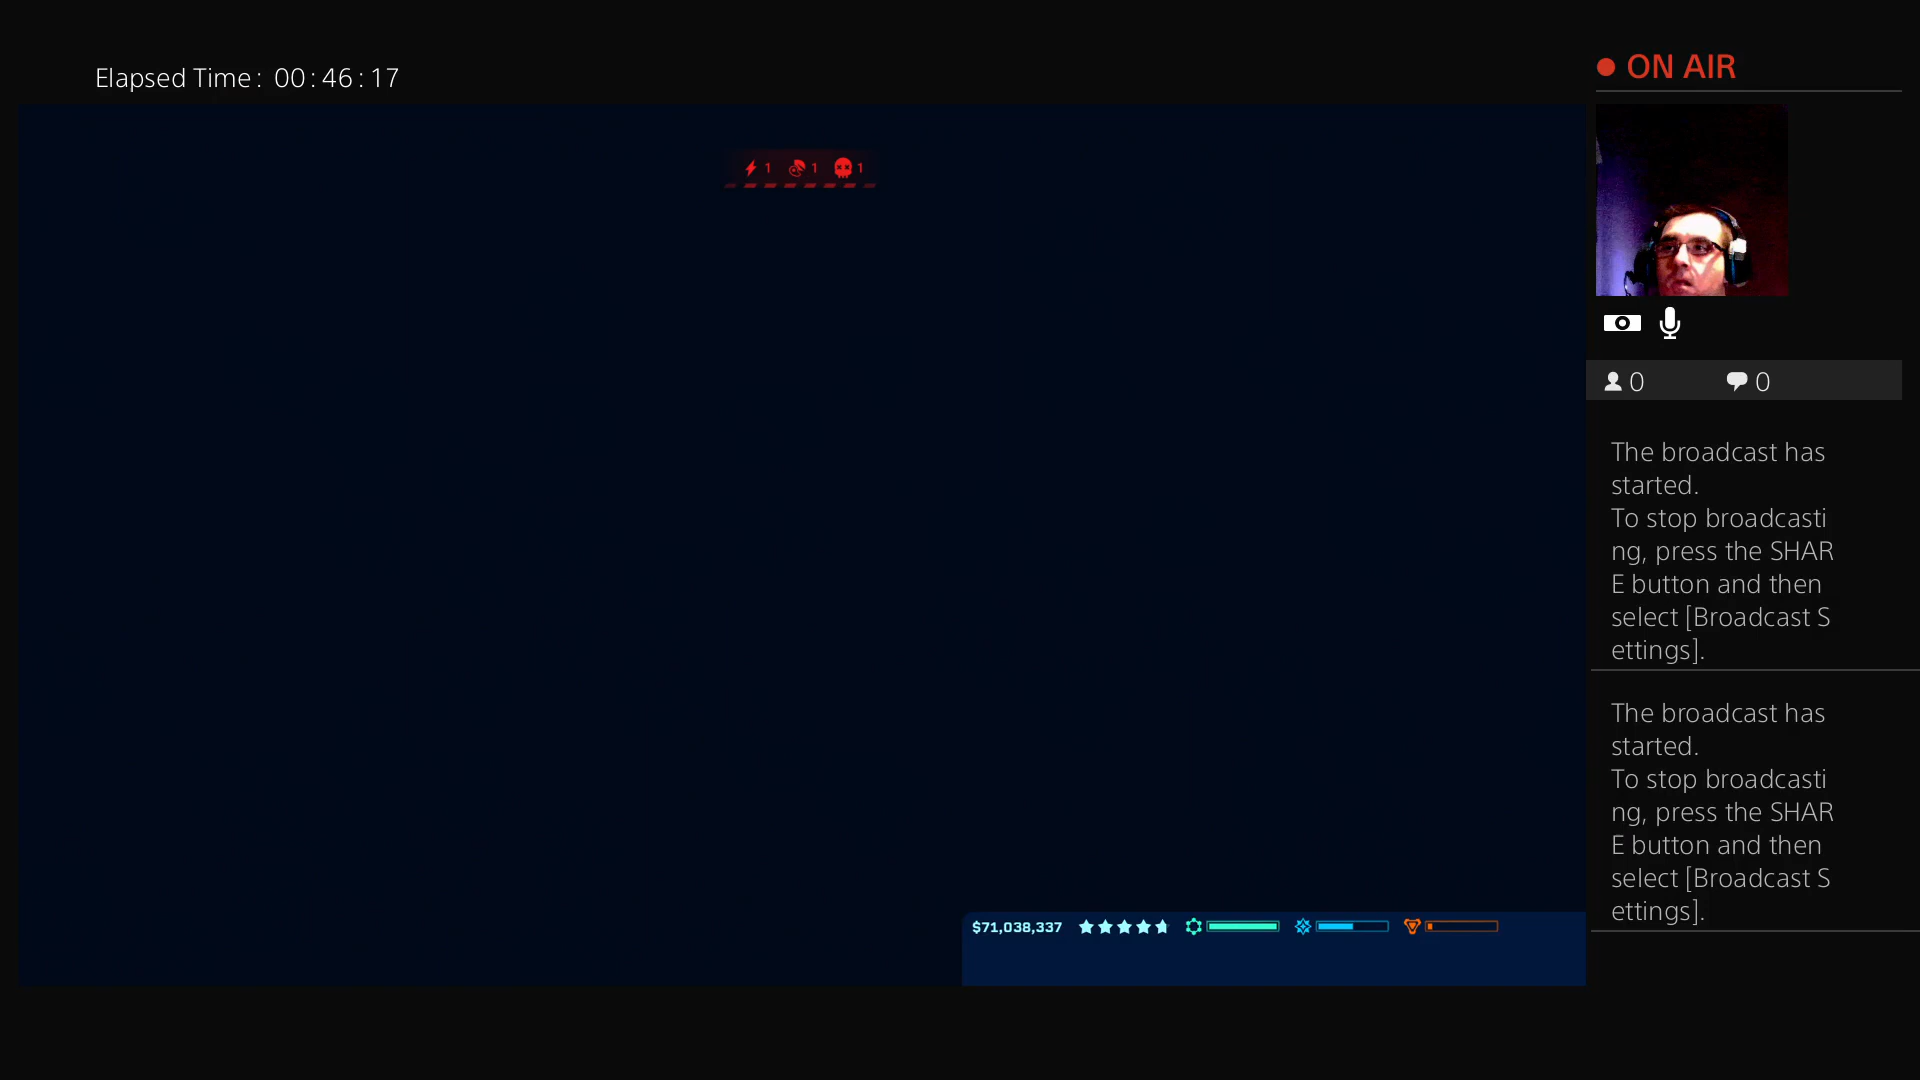 Elapsed Time: 00:46:17
ON AIR
1 1 1
0 0
The broadcast has
started.
To stop broadcasti
ng, press the SHAR
E button and then
select [Broadcast S
ettings].
The broadcast has
started.
To stop broadcasti
ng, press the SHAR
E button and then
select [Broadcast S
ettings].
$71,038,337